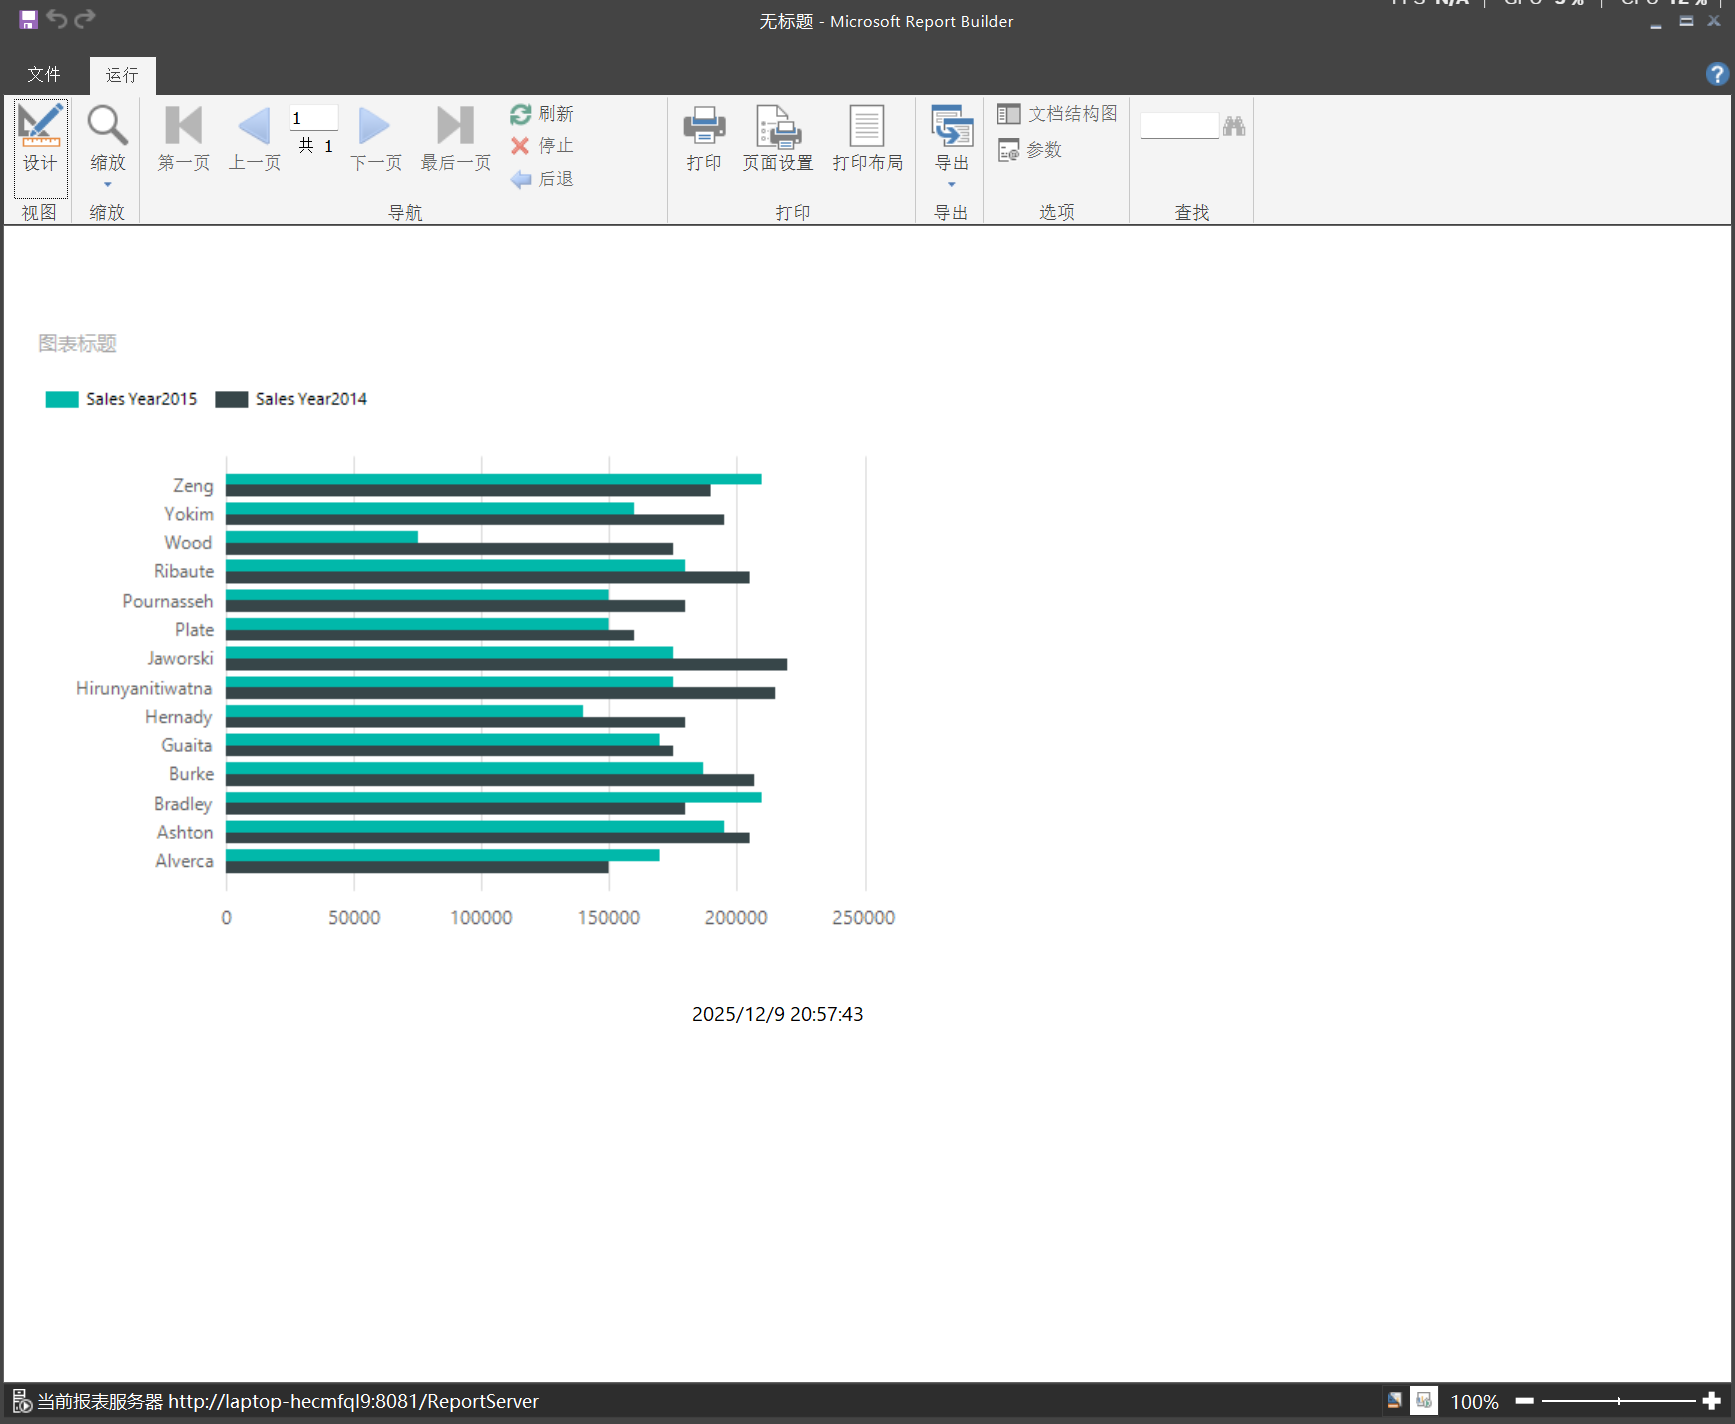 无标题 - Microsoft Report Builder
文件 运行
设计 缩放 第一页 上一页 1 共 1 下一页 最后一页 刷新 停止 后退 打印 页面设置 打印布局 导出 文档结构图 参数
视图 缩放 导航 打印 导出 选项 查找
图表标题
Sales Year2015 Sales Year2014
Zeng
Yokim
Wood
Ribaute
Pournasseh
Plate
Jaworski
Hirunyanitiwatna
Hernady
Guaita
Burke
Bradley
Ashton
Alverca
0 50000 100000 150000 200000 250000
2025/12/9 20:57:43
当前报表服务器 http://laptop-hecmfql9:8081/ReportServer 100%